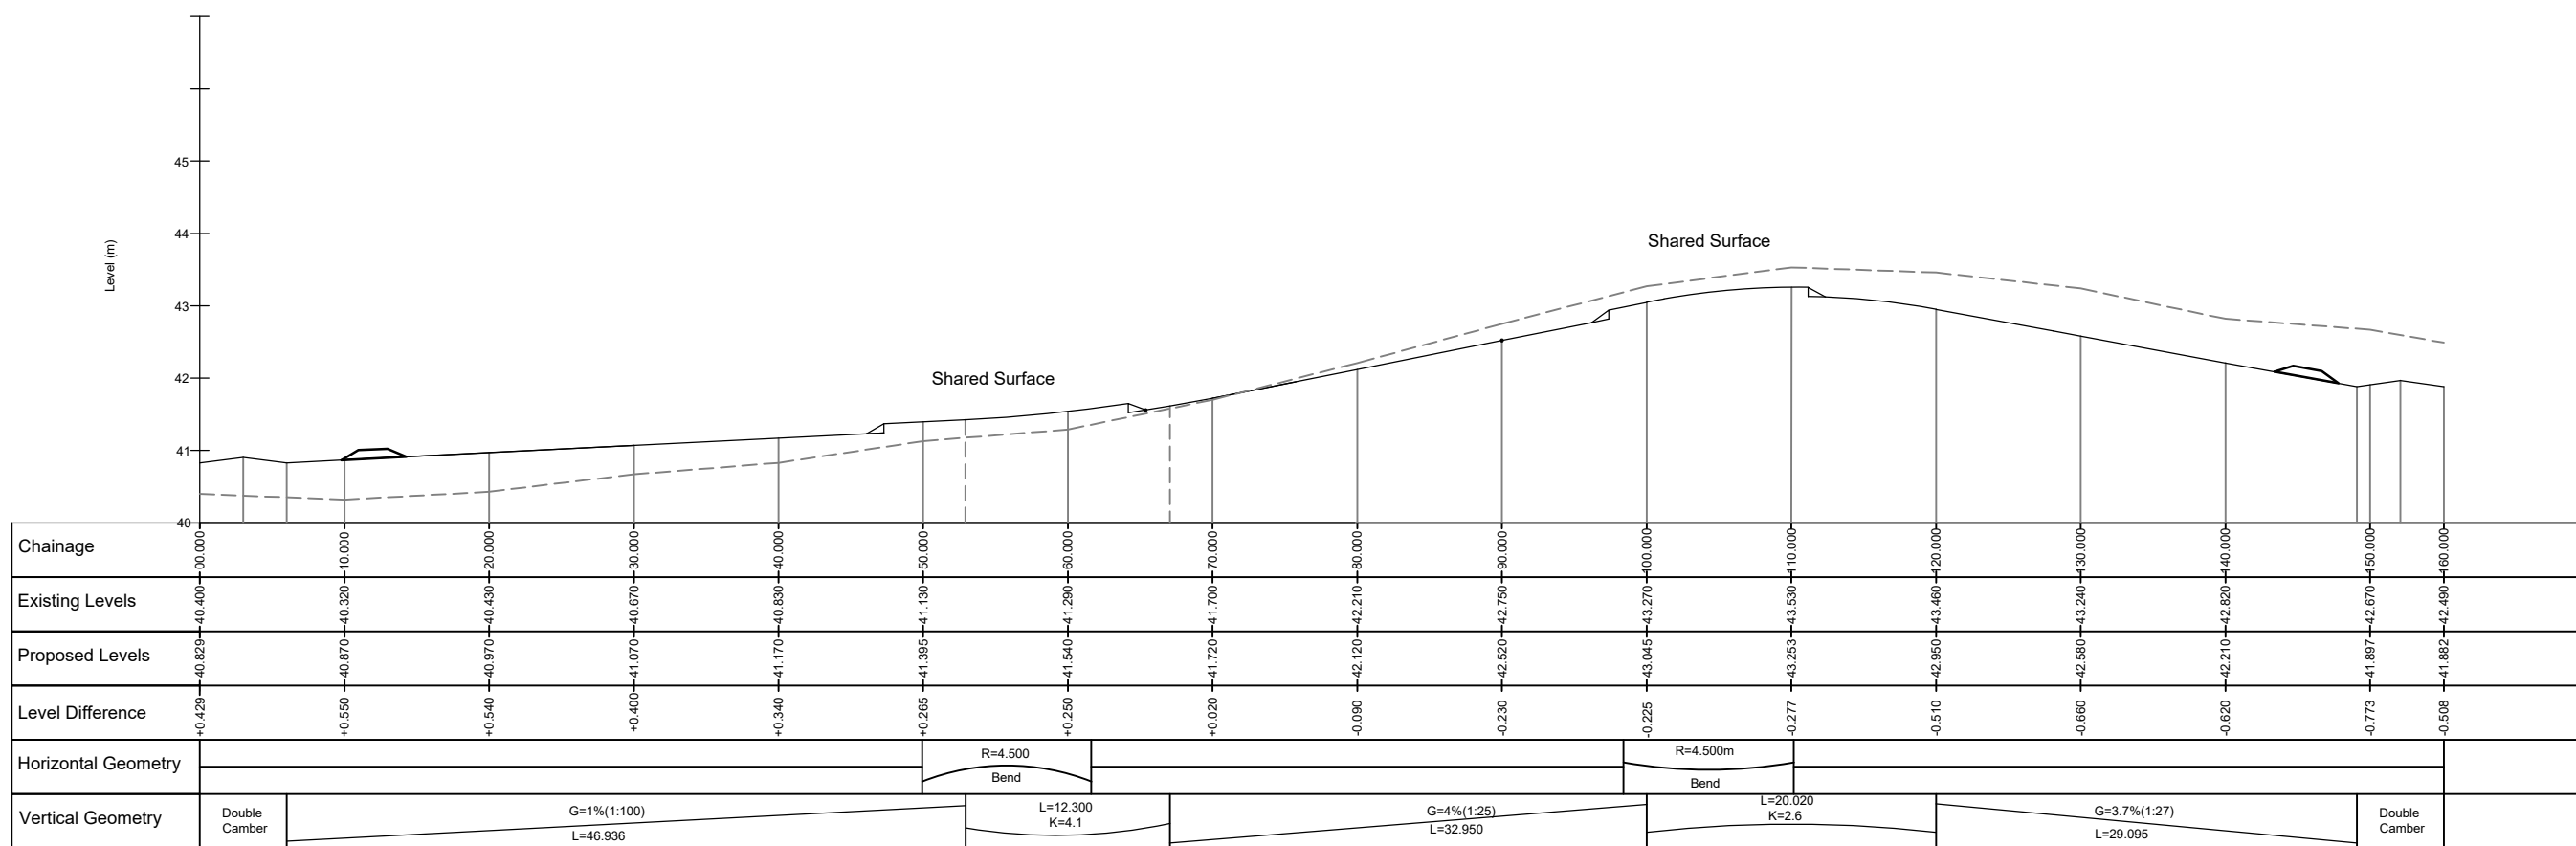 45
44
43
42
41
40
Level (m)
Shared Surface
Shared Surface
Chainage
00.000 10.000 20.000 30.000 40.000 50.000 60.000 70.000 80.000 90.000 100.000 110.000 120.000 130.000 140.000 150.000 160.000
Existing Levels
40.400 40.320 40.430 40.670 40.830 41.130 41.290 41.700 42.210 42.750 43.270 43.530 43.460 43.240 42.820 42.670 42.490
Proposed Levels
40.829 40.870 40.970 41.070 41.170 41.395 41.540 41.720 42.120 42.520 43.045 43.253 42.950 42.580 42.210 41.897 41.882
Level Difference
+0.429 +0.550 +0.540 +0.400 +0.340 +0.265 +0.250 +0.020 -0.090 -0.230 -0.225 -0.277 -0.510 -0.660 -0.620 -0.773 -0.508
Horizontal Geometry
R=4.500
Bend
R=4.500m
Bend
Vertical Geometry
Double
Camber
G=1%(1:100)
L=46.936
L=12.300
K=4.1
G=4%(1:25)
L=32.950
L=20.020
K=2.6
G=3.7%(1:27)
L=29.095
Double
Camber